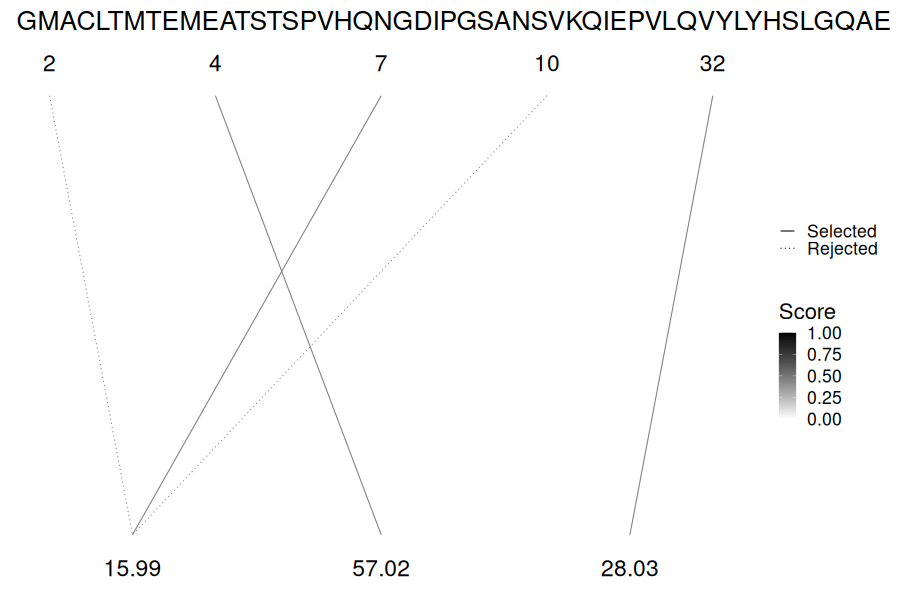 GMACLTMTEMEATSTSPVHQNGDIPGSANSVKQIEPVLQVYLYHSLGQAE
2 4 7 10 32
Selected
Rejected
Score
1.00
0.75
0.50
0.25
0.00
15.99 57.02 28.03